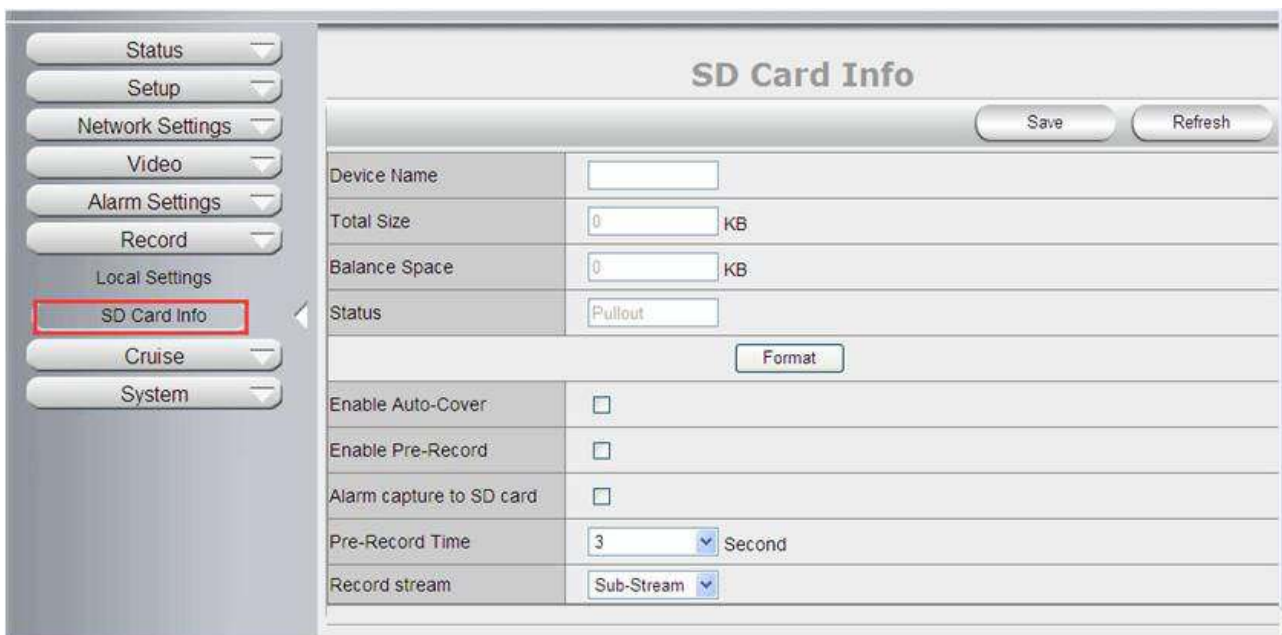 Status
Setup
Network Settings
Video
Alarm Settings
Record
Local Settings
SD Card Info
Cruise
System
SD Card Info
Save Refresh
Device Name
Total Size 0 KB
Balance Space 0 KB
Status Pullout
Format
Enable Auto-Cover
Enable Pre-Record
Alarm capture to SD card
Pre-Record Time 3 Second
Record stream Sub-Stream